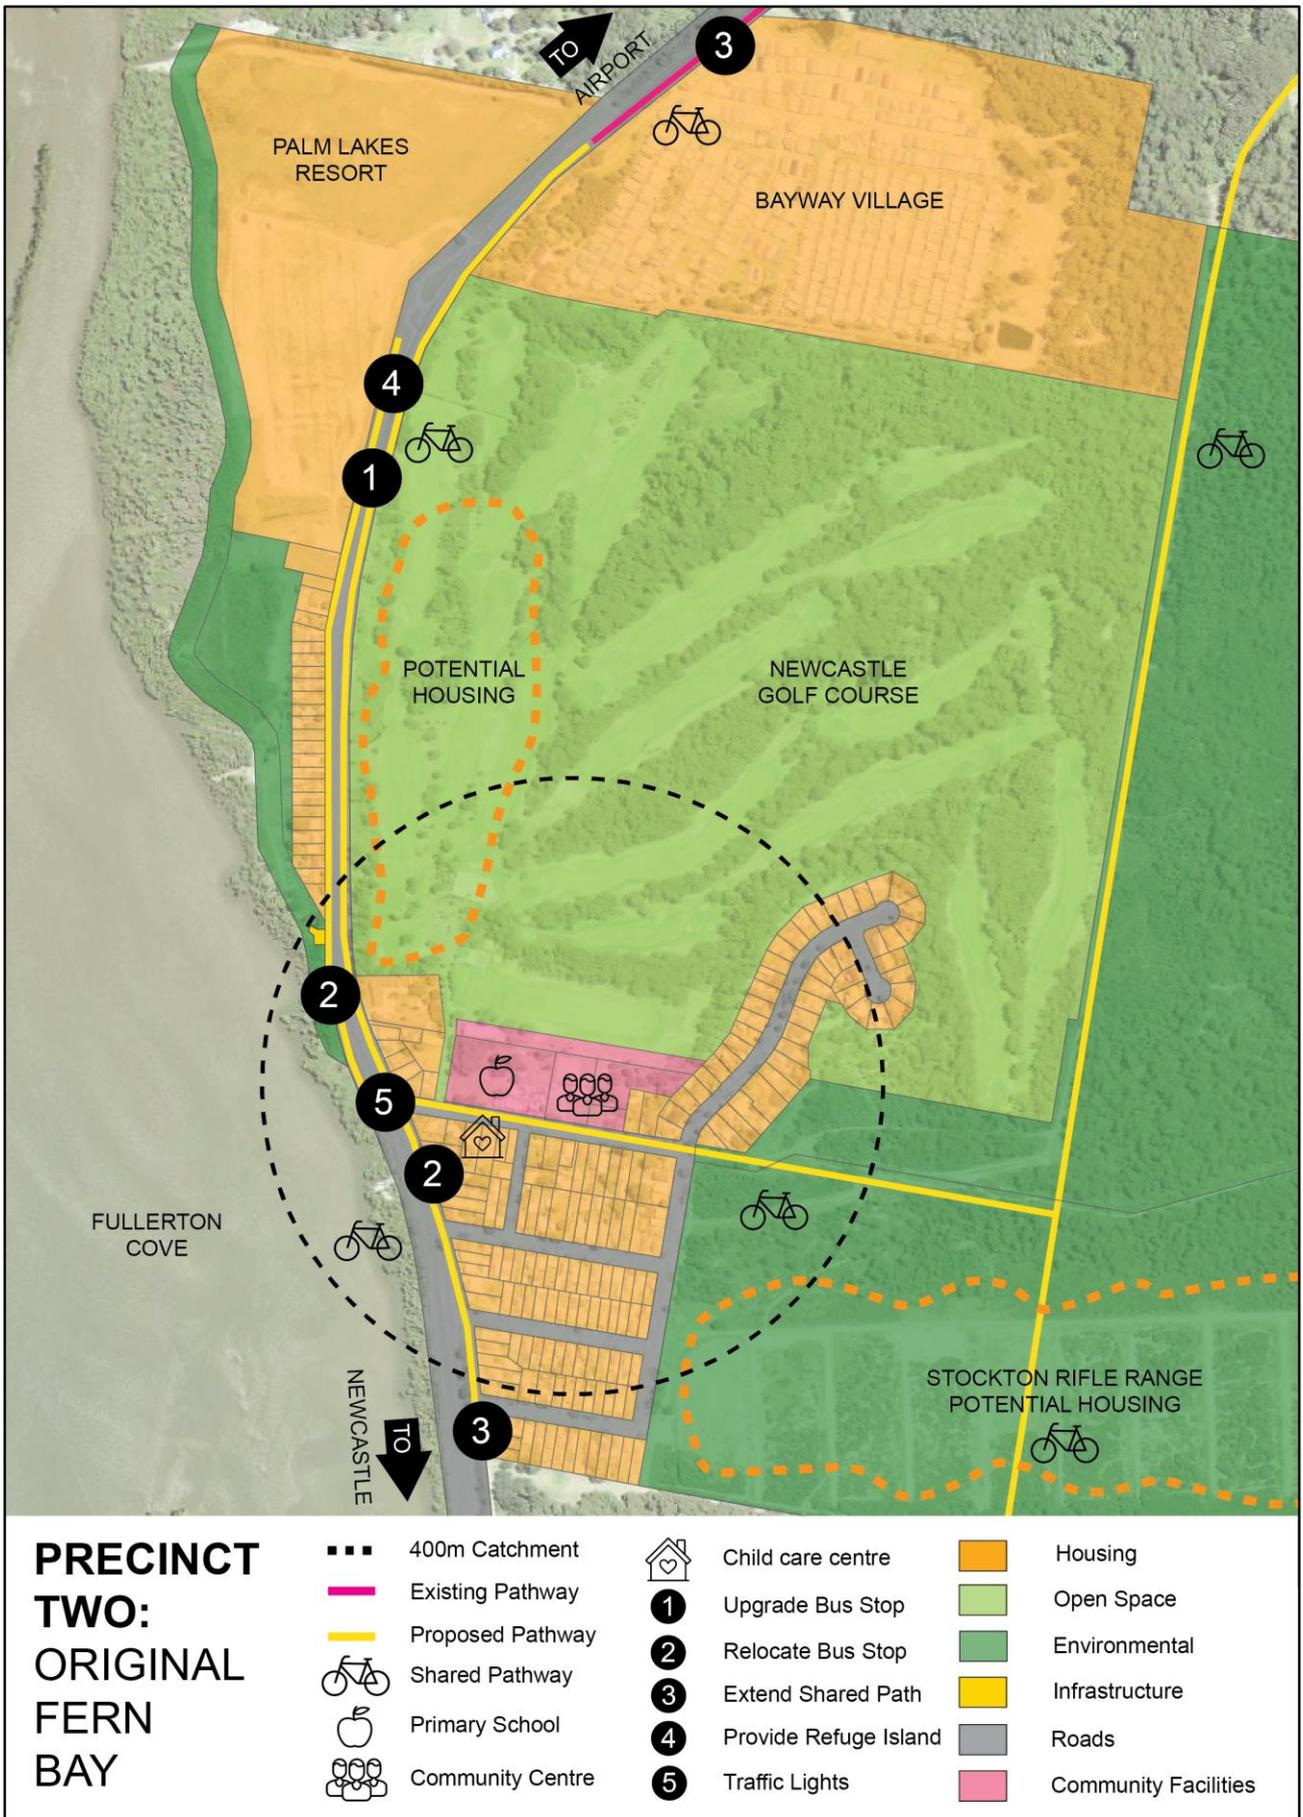 TO
AIRPORT
3
PALM LAKES
RESORT
BAYWAY VILLAGE
4
1
POTENTIAL
HOUSING
NEWCASTLE
GOLF COURSE
2
5
2
FULLERTON
COVE
STOCKTON RIFLE RANGE
POTENTIAL HOUSING
NEWCASTLE
TO
3
PRECINCT
TWO:
ORIGINAL
FERN
BAY
400m Catchment
Existing Pathway
Proposed Pathway
Shared Pathway
Primary School
Community Centre
Child care centre
1 Upgrade Bus Stop
2 Relocate Bus Stop
3 Extend Shared Path
4 Provide Refuge Island
5 Traffic Lights
Housing
Open Space
Environmental
Infrastructure
Roads
Community Facilities